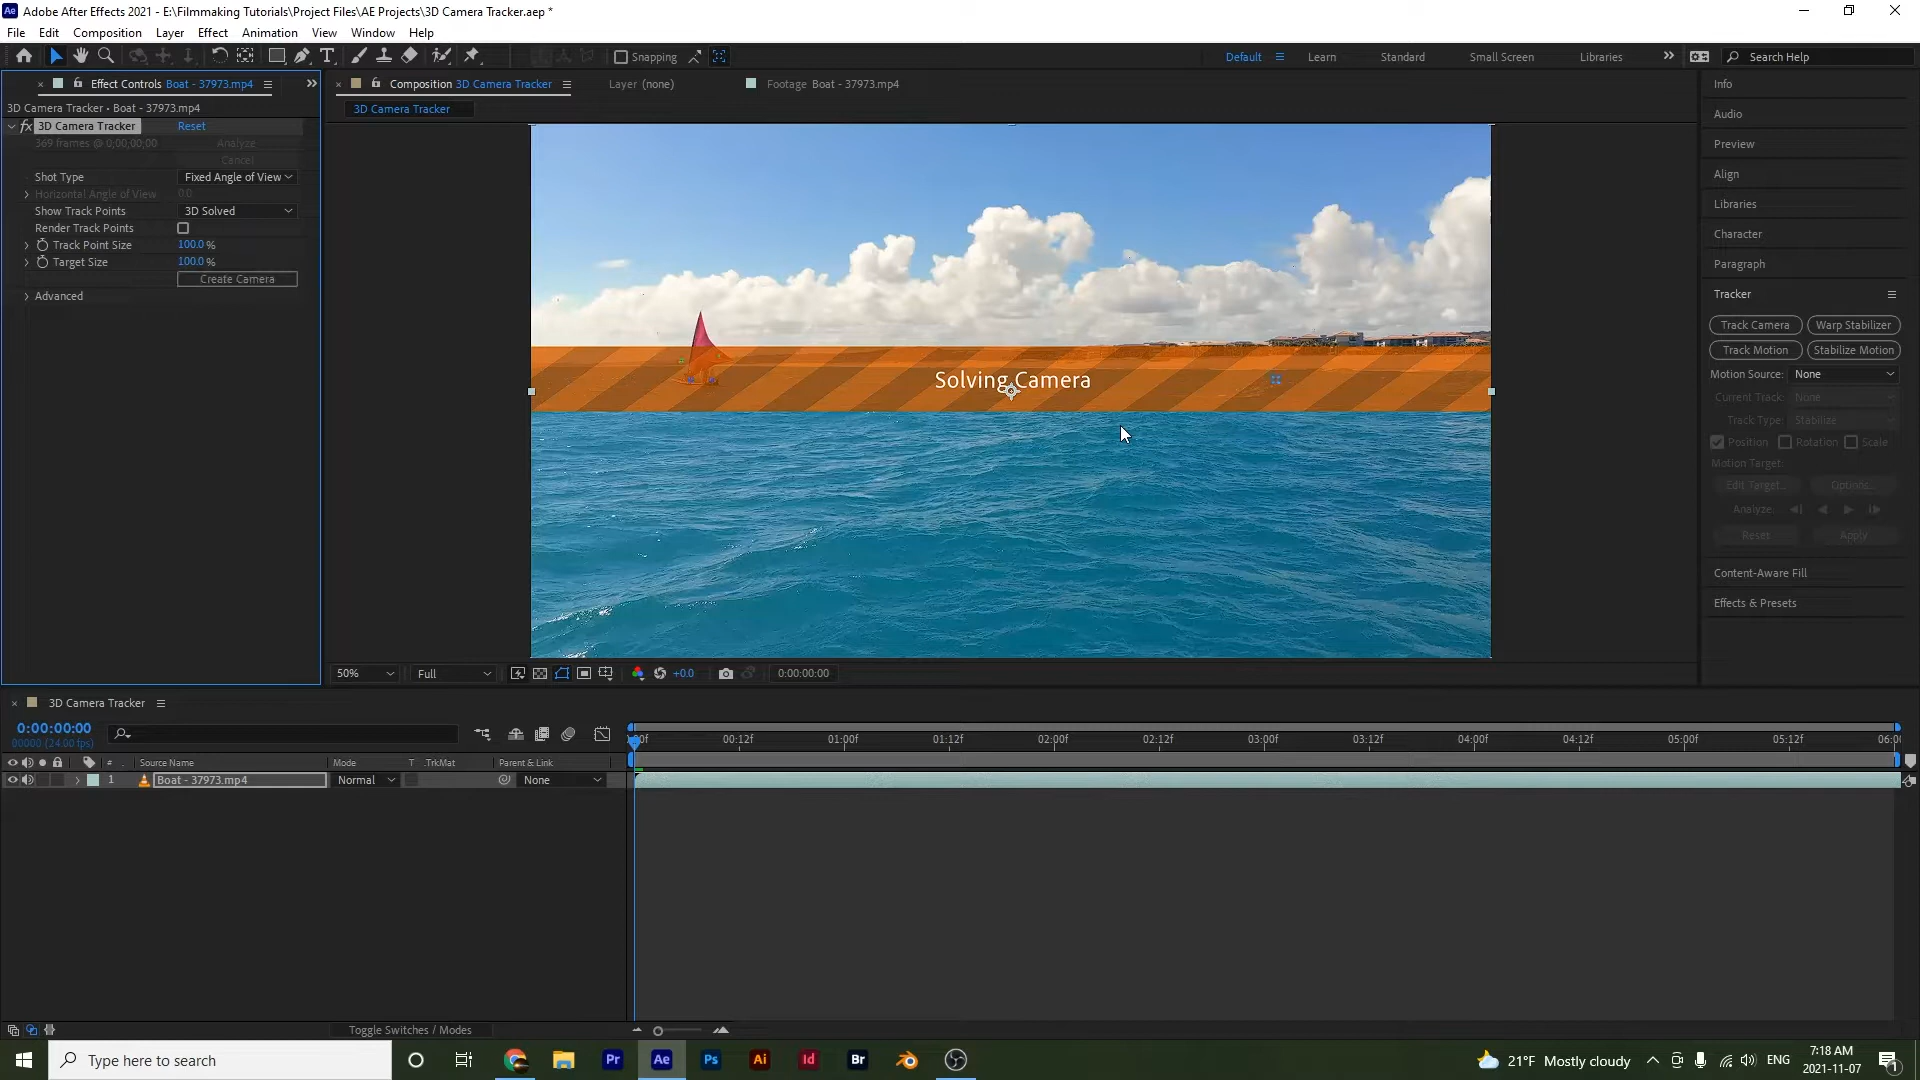 Adobe After Effects 2021 - E:\Filmmaking Tutorials\Project Files\AE Projects\3D Camera Tracker.aep *
File Edit Composition Layer Effect Animation View Window Help
Snapping
Default Learn Standard Small Screen Libraries Search Help
Effect Controls Boat - 37973.mp4
Composition 3D Camera Tracker
Layer (none)
Footage Boat - 37973.mp4
3D Camera Tracker • Boat - 37973.mp4
3D Camera Tracker
fx 3D Camera Tracker Reset
369 frames @ 0;00;00;00 Analyze
Cancel
Shot Type Fixed Angle of View
Horizontal Angle of View 0.0
Show Track Points 3D Solved
Render Track Points
Track Point Size 100.0 %
Target Size 100.0 %
Create Camera
Advanced
Solving Camera
Info
Audio
Preview
Align
Libraries
Character
Paragraph
Tracker
Track Camera Warp Stabilizer
Track Motion Stabilize Motion
Motion Source: None
Current Track: None
Track Type: Stabilize
Position Rotation Scale
Motion Target:
Edit Target... Options...
Analyze:
Reset Apply
Content-Aware Fill
Effects & Presets
50% Full +0.0 0:00:00:00
3D Camera Tracker
0:00:00:00
00000 (24.00 fps)
00:12f 01:00f 01:12f 02:00f 02:12f 03:00f 03:12f 04:00f 04:12f 05:00f 05:12f
# Source Name Mode T .TrkMat Parent & Link
1 Boat - 37973.mp4 Normal None
Toggle Switches / Modes
Type here to search
Pr Ae Ps Ai Id Br
21°F Mostly cloudy
ENG
7:18 AM
2021-11-07
1